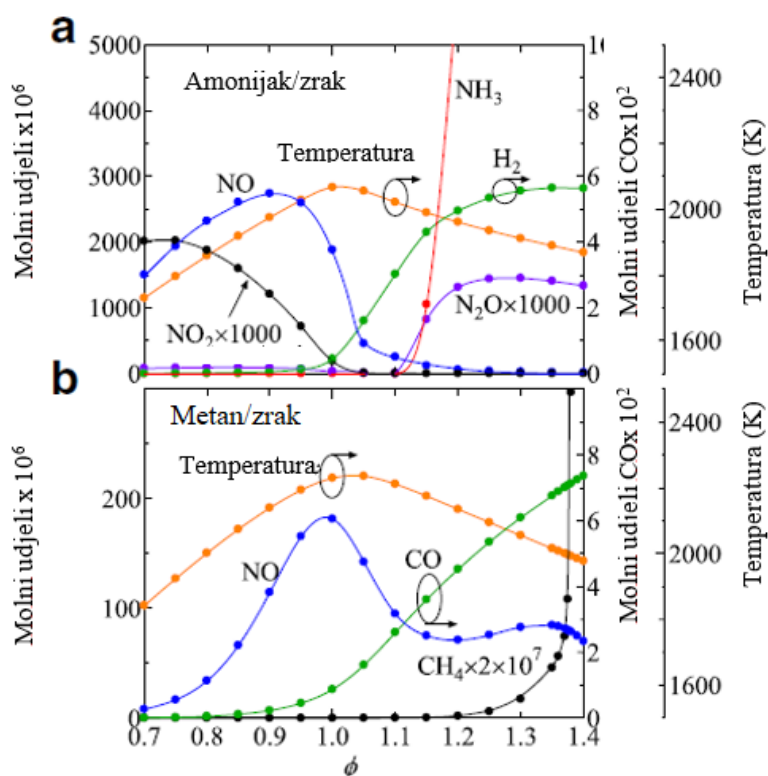 a
Amonijak/zrak
Molni udjeli x10⁶
5000
4000
3000
2000
1000
0
Temperatura
NO
NO₂×1000
H₂
NH₃
N₂O×1000
10
8
6
4
2
0
Molni udjeli COx10²
2400
2000
1600
Temperatura (K)
b
Metan/zrak
Molni udjeli x 10⁶
200
100
0
Temperatura
NO
CO
CH₄×2×10⁷
8
6
4
2
0
Molni udjeli COx 10²
2400
2000
1600
Temperatura (K)
0.7 0.8 0.9 1.0 1.1 1.2 1.3 1.4
ϕ